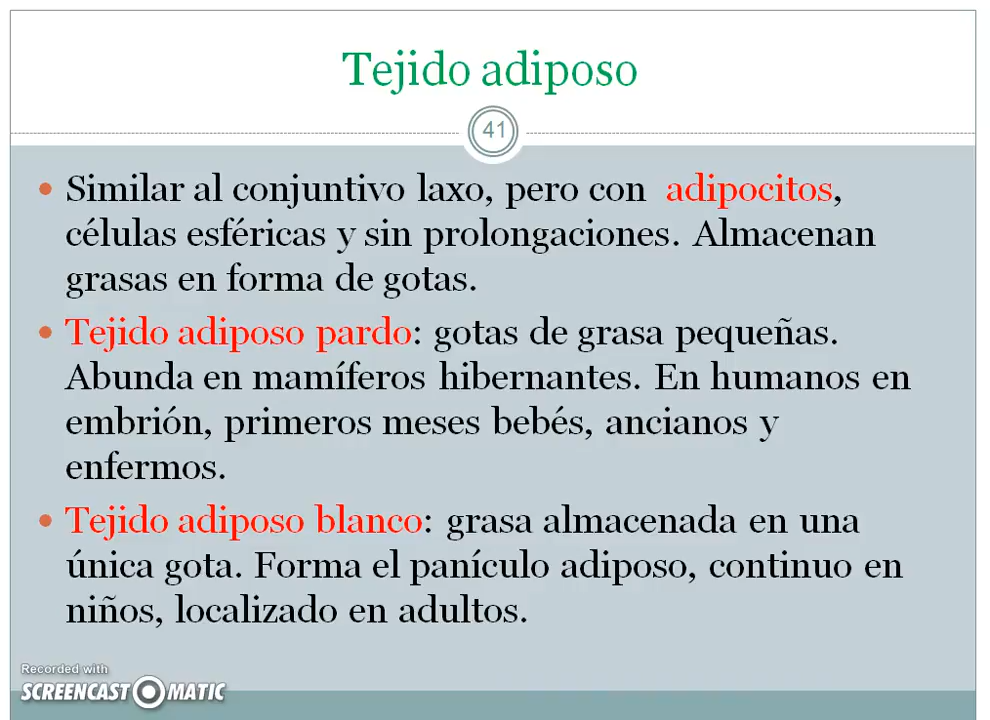 Tejido adiposo
41
• Similar al conjuntivo laxo, pero con adipocitos,
células esféricas y sin prolongaciones. Almacenan
grasas en forma de gotas.
• Tejido adiposo pardo: gotas de grasa pequeñas.
Abunda en mamíferos hibernantes. En humanos en
embrión, primeros meses bebés, ancianos y
enfermos.
• Tejido adiposo blanco: grasa almacenada en una
única gota. Forma el panículo adiposo, continuo en
niños, localizado en adultos.
Recorded with
SCREENCAST MATIC